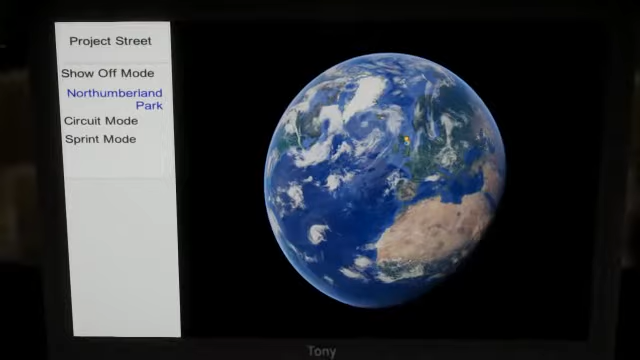 Project Street
Show Off Mode
Northumberland
Park
Circuit Mode
Sprint Mode
Tony